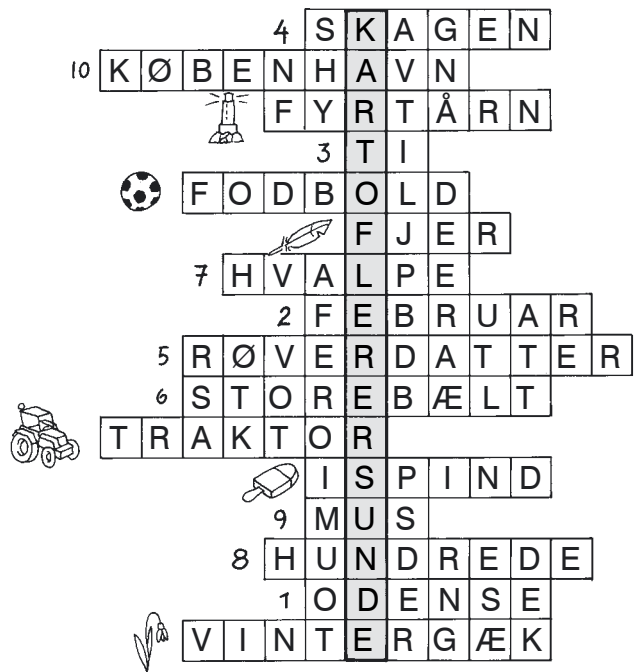 4 SKAGEN
10 KØBENHAVN
FYRTÅRN
3 TI
FODBOLD
FJER
7 HVALPE
2 FEBRUAR
5 RØVERDATTER
6 STOREBÆLT
TRAKTOR
ISPIND
9 MUS
8 HUNDREDE
1 ODENSE
VINTERGÆK